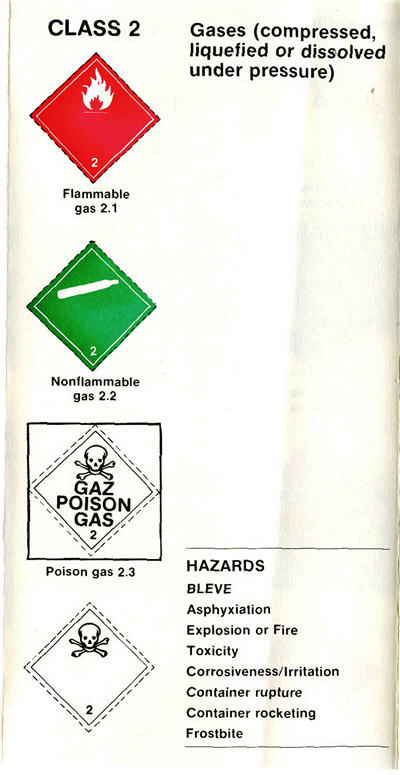 CLASS 2
Gases (compressed,
liquefied or dissolved
under pressure)
2
Flammable
gas 2.1
2
Nonflammable
gas 2.2
GAZ
POISON
GAS
2
Poison gas 2.3
2
HAZARDS
BLEVE
Asphyxiation
Explosion or Fire
Toxicity
Corrosiveness/Irritation
Container rupture
Container rocketing
Frostbite